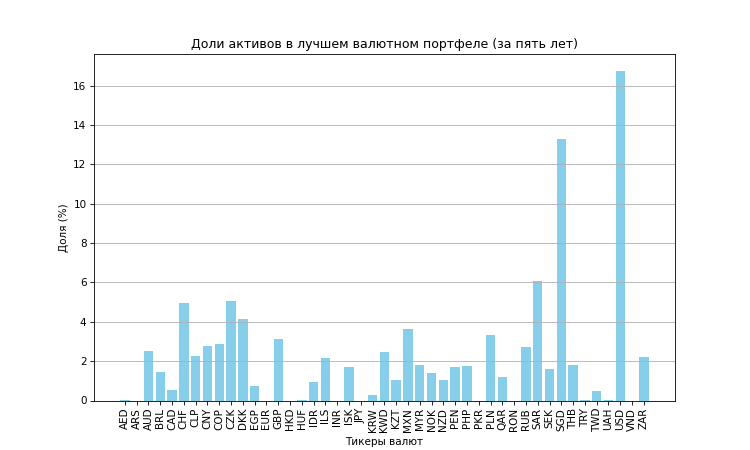 Доли активов в лучшем валютном портфеле (за пять лет)
Доля (%)
16
14
12
10
8
6
4
2
0
AED ARS AUD BRL CAD CHF CLP CNY COP CZK DKK EGP EUR GBP HKD HUF IDR ILS INR ISK JPY KRW KWD KZT MXN MYR NOK NZD PEN PHP PKR PLN QAR RON RUB SAR SEK SGD THB TRY TWD UAH USD VND ZAR
Тикеры валют